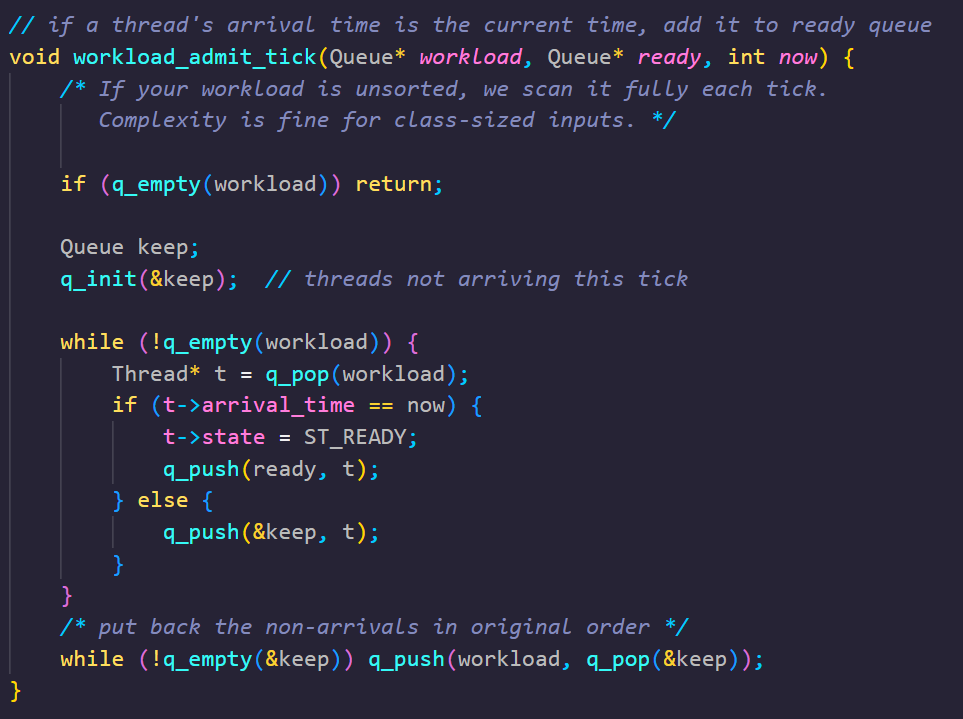 // if a thread's arrival time is the current time, add it to ready queue
void workload_admit_tick(Queue* workload, Queue* ready, int now) {
    /* If your workload is unsorted, we scan it fully each tick.
       Complexity is fine for class-sized inputs. */
    if (q_empty(workload)) return;
    Queue keep;
    q_init(&keep);  // threads not arriving this tick
    while (!q_empty(workload)) {
        Thread* t = q_pop(workload);
        if (t->arrival_time == now) {
            t->state = ST_READY;
            q_push(ready, t);
        } else {
            q_push(&keep, t);
        }
    }
    /* put back the non-arrivals in original order */
    while (!q_empty(&keep)) q_push(workload, q_pop(&keep));
}